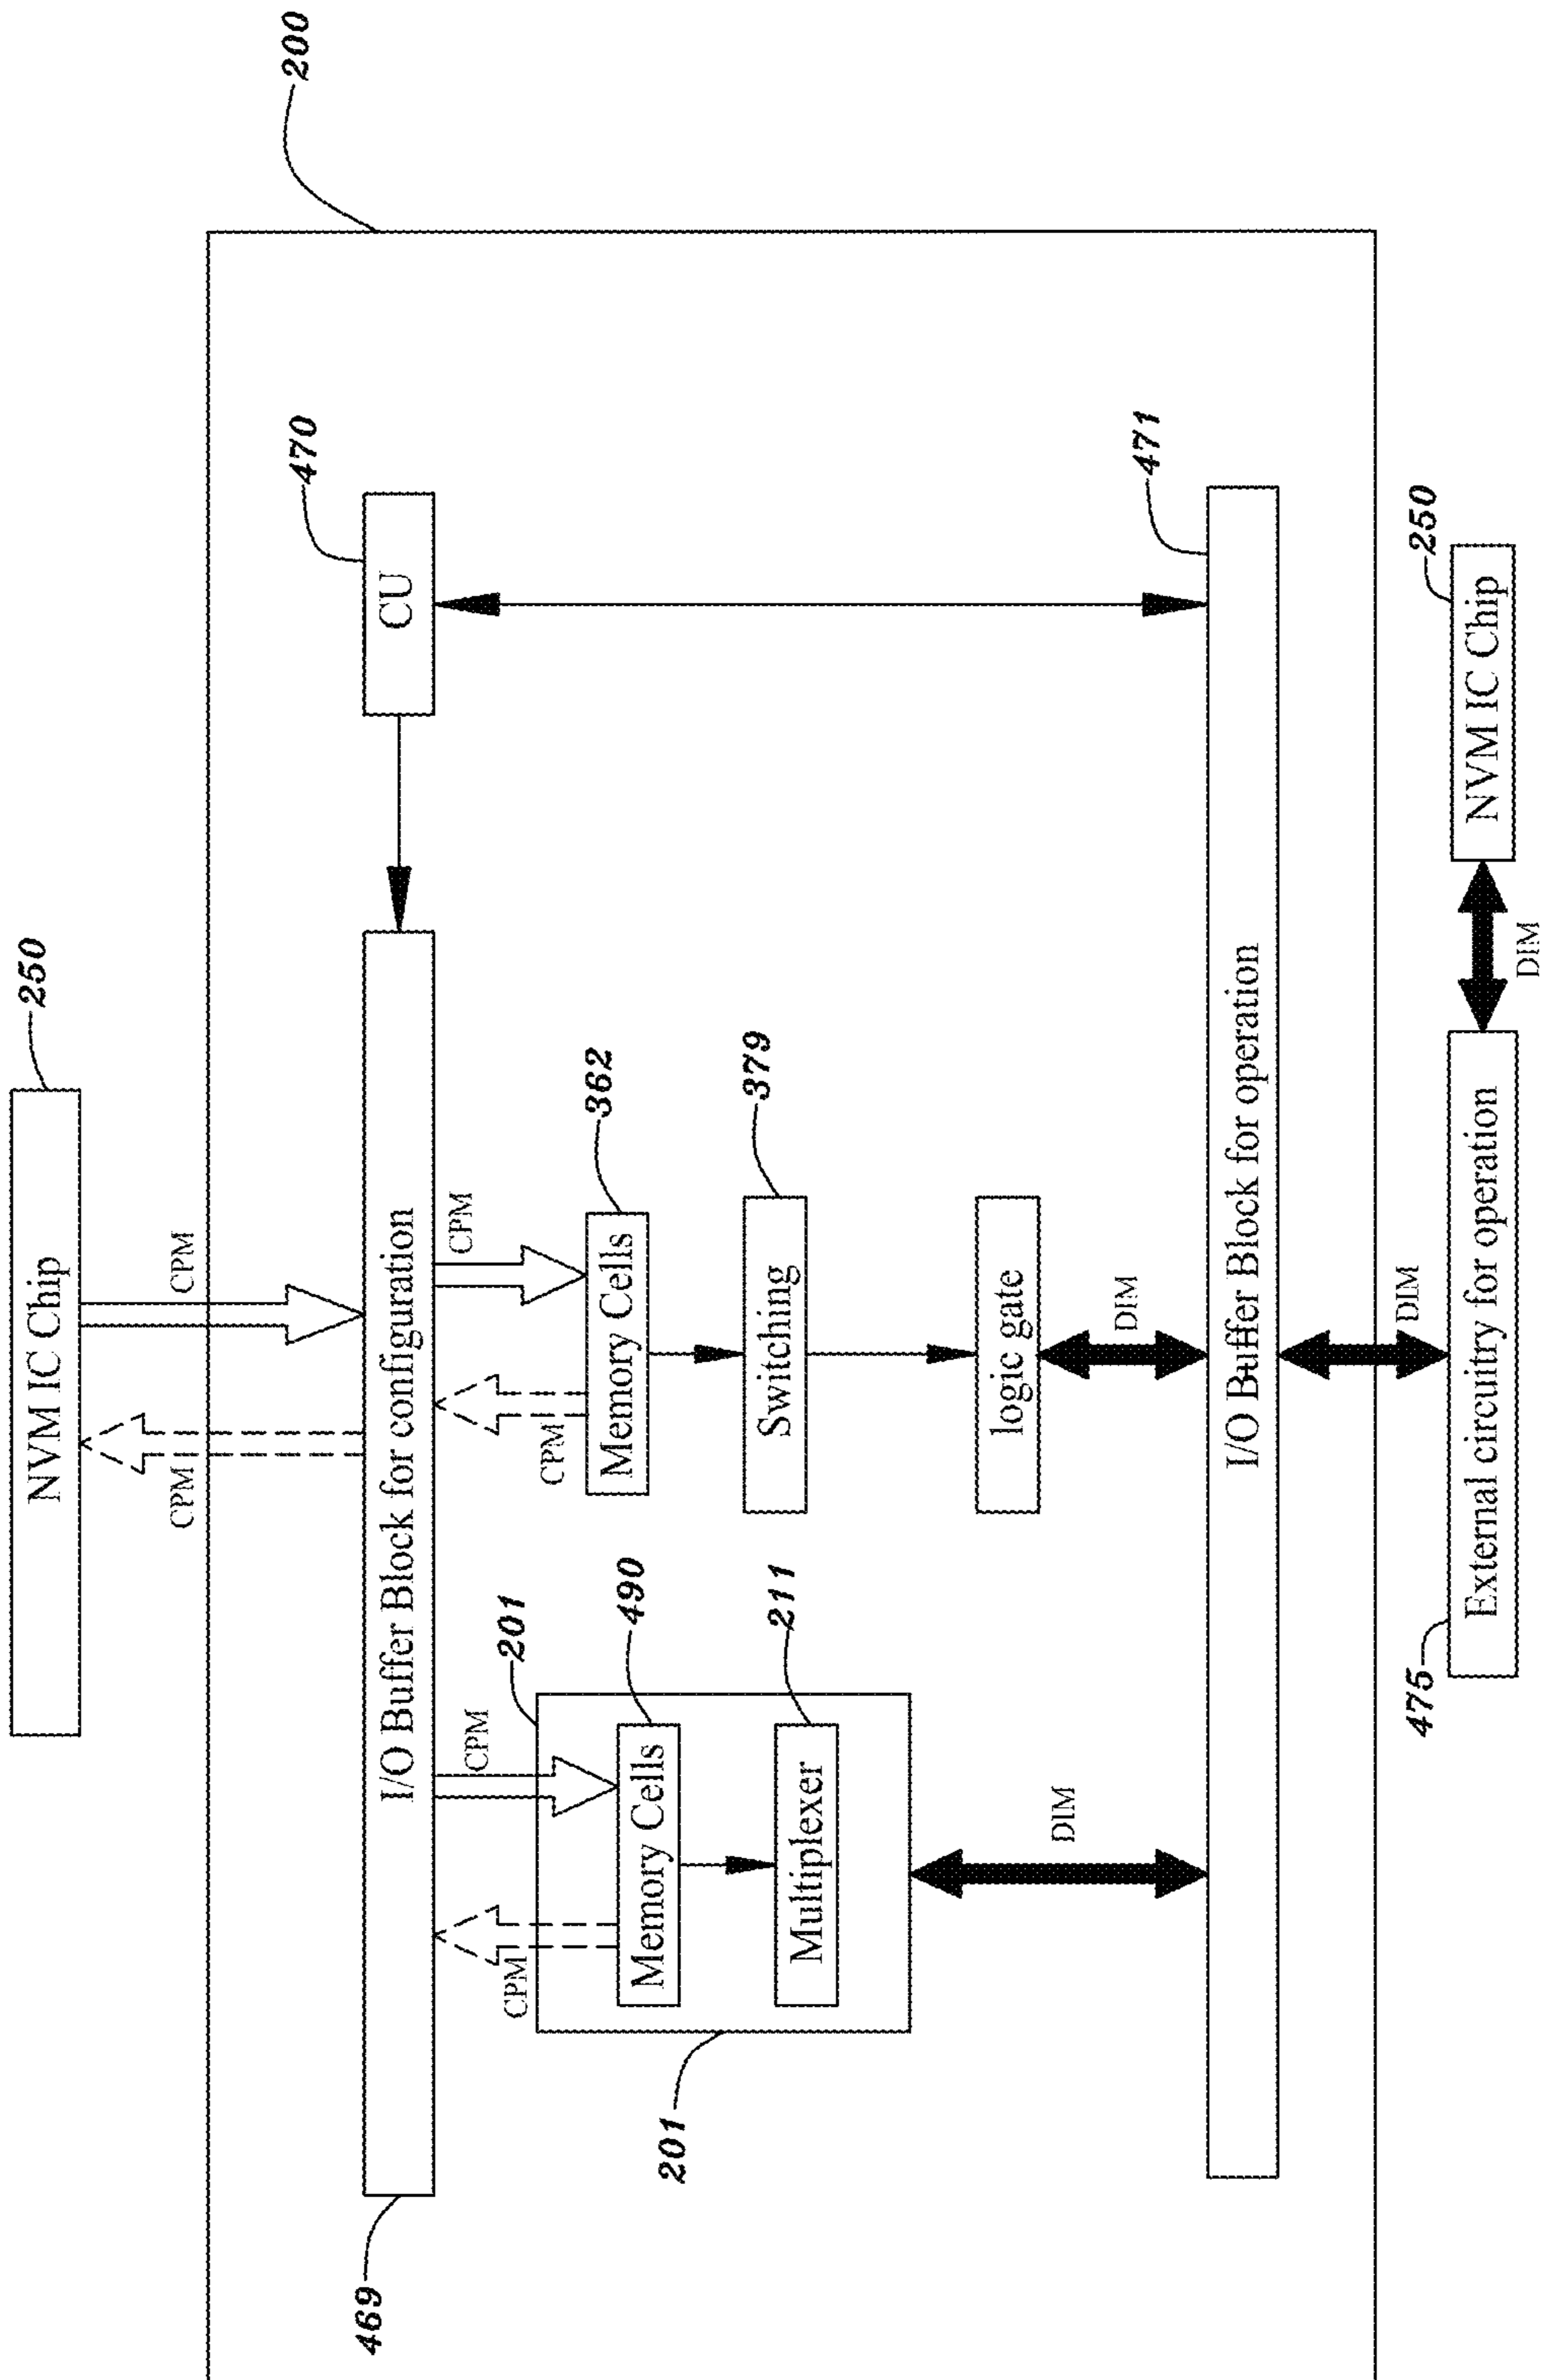 NVM IC Chip
250
CPM
CPM
200
470
469
I/O Buffer Block for configuration
CU
CPM
CPM
201
CPM
CPM
362
490
Memory Cells
Memory Cells
201
211
379
Multiplexer
Switching
logic gate
DIM
DIM
471
I/O Buffer Block for operation
DIM
475
250
External circuitry for operation
NVM IC Chip
DIM